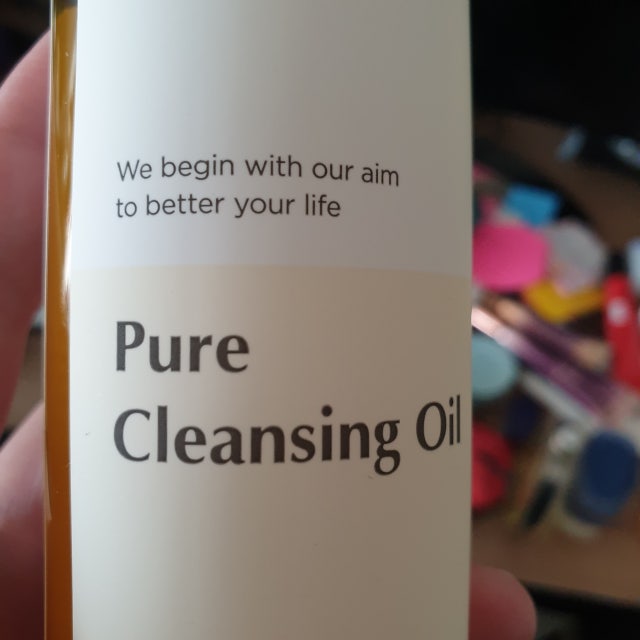 We begin with our aim
to better your life
Pure
Cleansing Oil